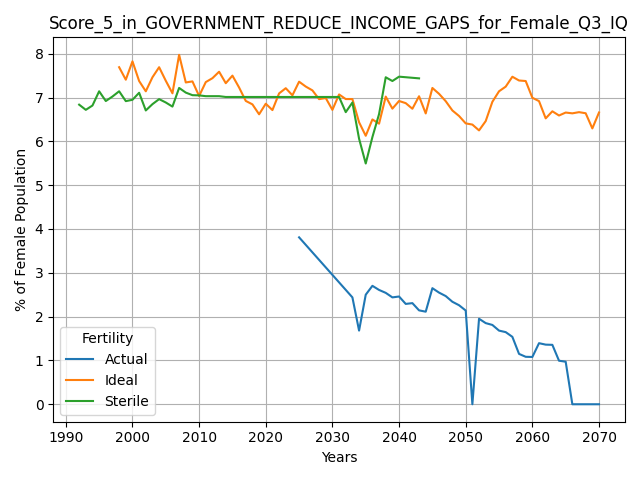 Score_5_in_GOVERNMENT_REDUCE_INCOME_GAPS_for_Female_Q3_IQ
% of Female Population
8
7
6
5
4
3
2
1
0
Fertility
Actual
Ideal
Sterile
1990 2000 2010 2020 2030 2040 2050 2060 2070
Years